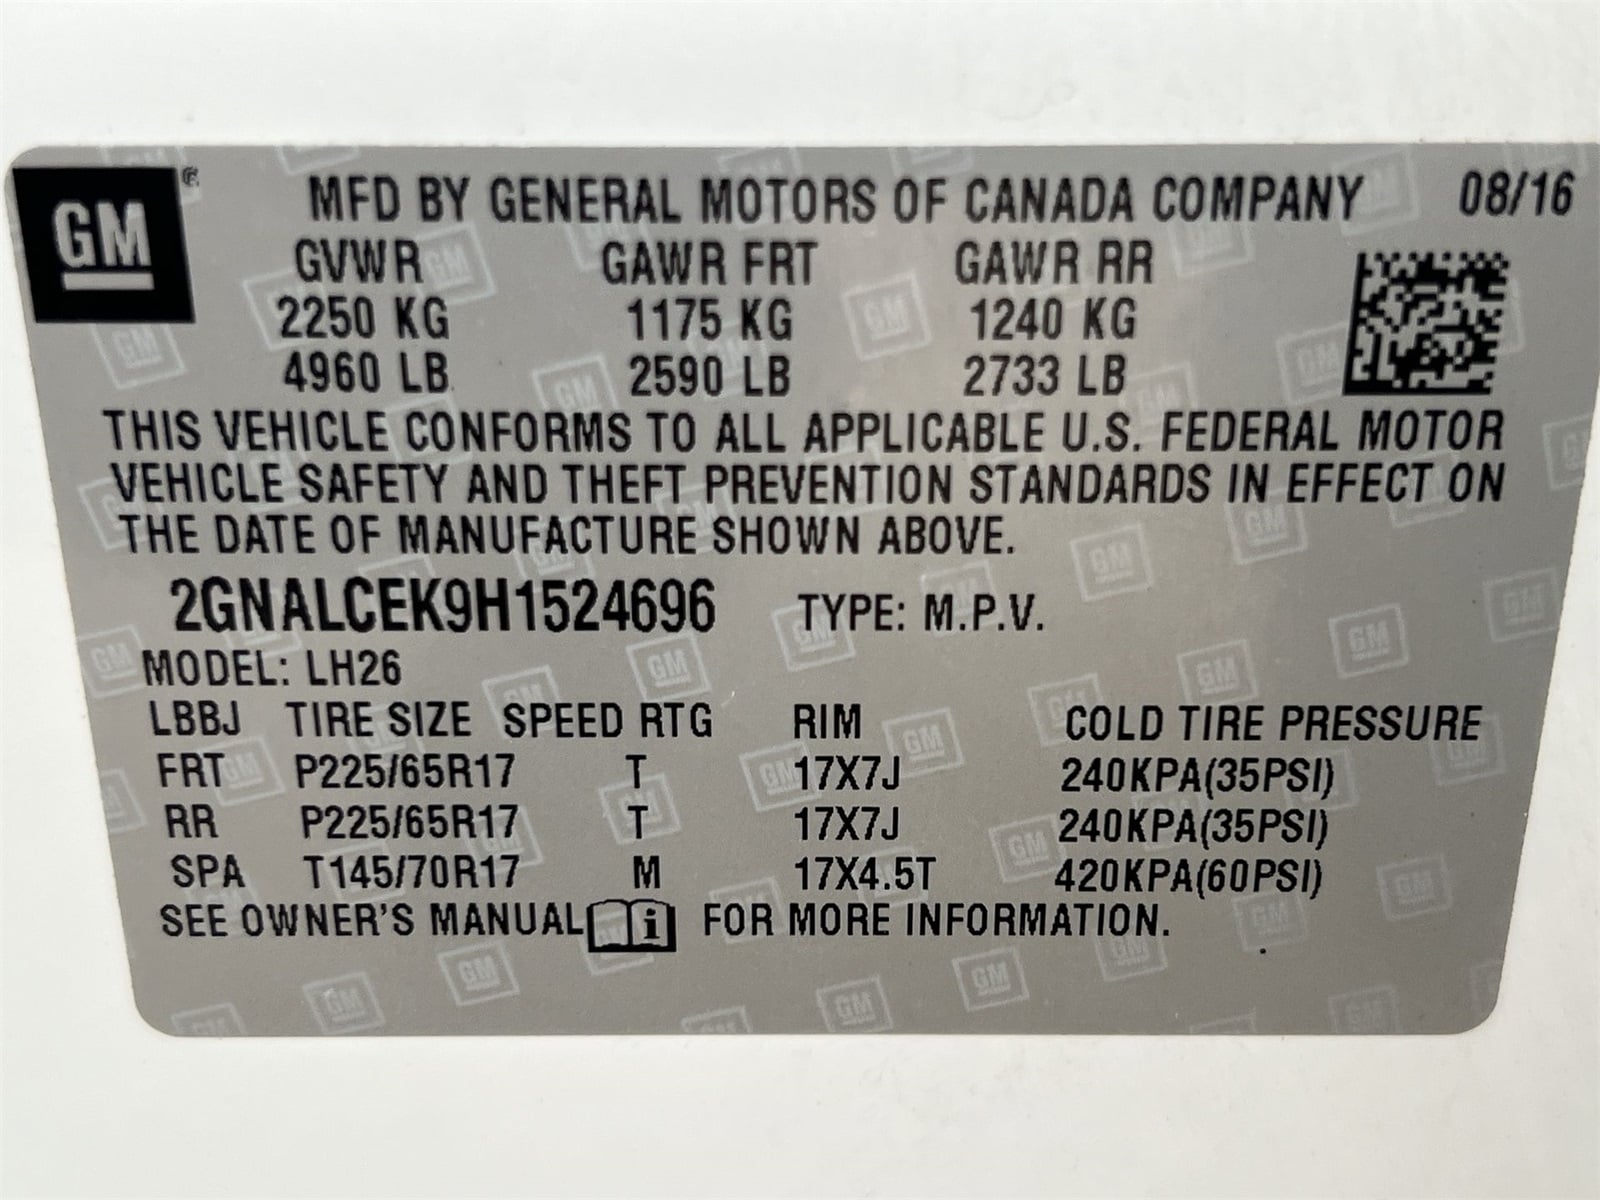 GM
MFD BY GENERAL MOTORS OF CANADA COMPANY 08/16
GVWR GAWR FRT GAWR RR
2250 KG 1175 KG 1240 KG
4960 LB 2590 LB 2733 LB
THIS VEHICLE CONFORMS TO ALL APPLICABLE U.S. FEDERAL MOTOR
VEHICLE SAFETY AND THEFT PREVENTION STANDARDS IN EFFECT ON
THE DATE OF MANUFACTURE SHOWN ABOVE.
2GNALCEK9H1524696 TYPE: M.P.V.
MODEL: LH26
LBBJ TIRE SIZE SPEED RTG RIM COLD TIRE PRESSURE
FRT P225/65R17 T 17X7J 240KPA(35PSI)
RR P225/65R17 T 17X7J 240KPA(35PSI)
SPA T145/70R17 M 17X4.5T 420KPA(60PSI)
SEE OWNER'S MANUAL i FOR MORE INFORMATION.